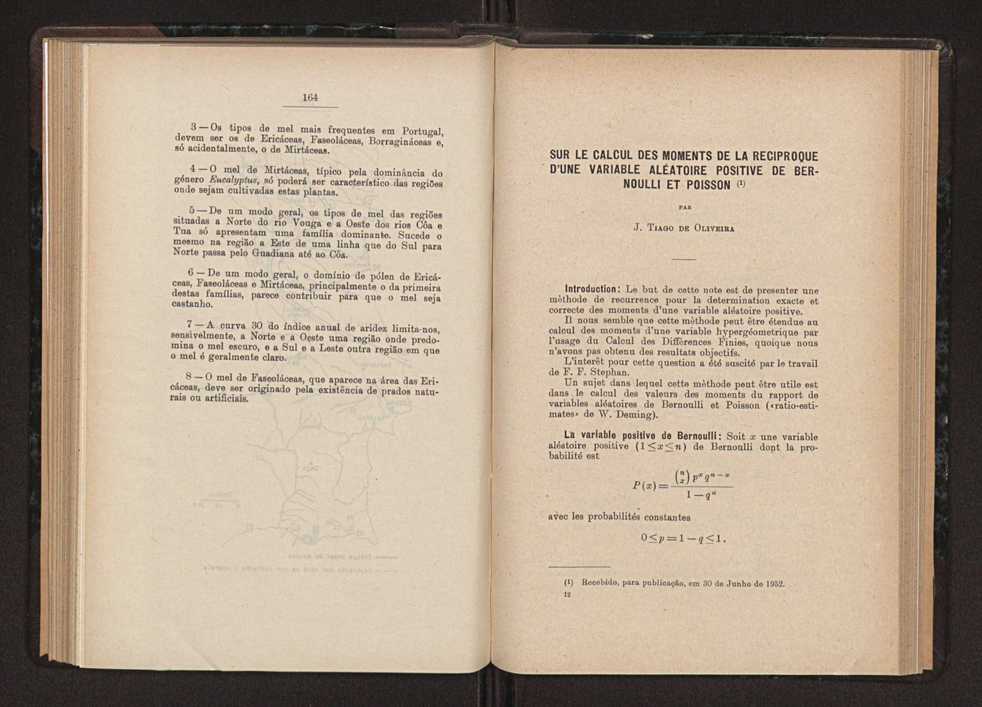 164
3 — Os tipos de mel mais frequentes em Portugal,
devem ser os de Ericáceas, Faseoláceas, Borragináceas e,
só acidentalmente, o de Mirtáceas.
4 — O mel de Mirtáceas, típico pela dominância do
género Eucalyptus, só poderá ser característico das regiões
onde sejam cultivadas estas plantas.
5 — De um modo geral, os tipos de mel das regiões
situadas a Norte do rio Vouga e a Oeste dos rios Côa e
Tua só apresentam uma família dominante. Sucede o
mesmo na região a Este de uma linha que do Sul para
Norte passa pelo Guadiana até ao Côa.
6 — De um modo geral, o domínio de pólen de Ericá-
ceas, Faseoláceas e Mirtáceas, principalmente o da primeira
destas famílias, parece contribuir para que o mel seja
castanho.
7 — A curva 30 do índice anual de aridez limita-nos,
sensivelmente, a Norte e a Oeste uma região onde predo-
mina o mel escuro, e a Sul e a Leste outra região em que
o mel é geralmente claro.
8 — O mel de Faseoláceas, que aparece na área das Eri-
cáceas, deve ser originado pela existência de prados natu-
rais ou artificiais.
SUR LE CALCUL DES MOMENTS DE LA RECIPROQUE
D'UNE VARIABLE ALÉATOIRE POSITIVE DE BER-
NOULLI ET POISSON (1)
PAR
J. TIAGO DE OLIVEIRA
Introduction: Le but de cette note est de presenter une
mèthode de recurrence pour la determination exacte et
correcte des moments d'une variable aléatoire positive.
Il nous semble que cette mèthode peut être étendue au
calcul des moments d'une variable hypergéometrique par
l'usage du Calcul des Diffèrences Finies, quoique nous
n'avons pas obtenu des resultats objectifs.
L'interêt pour cette question a été suscité par le travail
de F. F. Stephan.
Un sujet dans lequel cette mèthode peut être utile est
dans le calcul des valeurs des moments du rapport de
variables aléatoires de Bernoulli et Poisson («ratio-esti-
mates» de W. Deming).
La variable positive de Bernoulli: Soit x une variable
aléatoire positive (1≤x≤n) de Bernoulli dont la pro-
babilité est
P(x) = \frac{\binom{n}{x} p^x q^{n-x}}{1-q^n}
avec les probabilités constantes
0≤p=1−q≤1.
(1) Recebido, para publicação, em 30 de Junho de 1952.
12